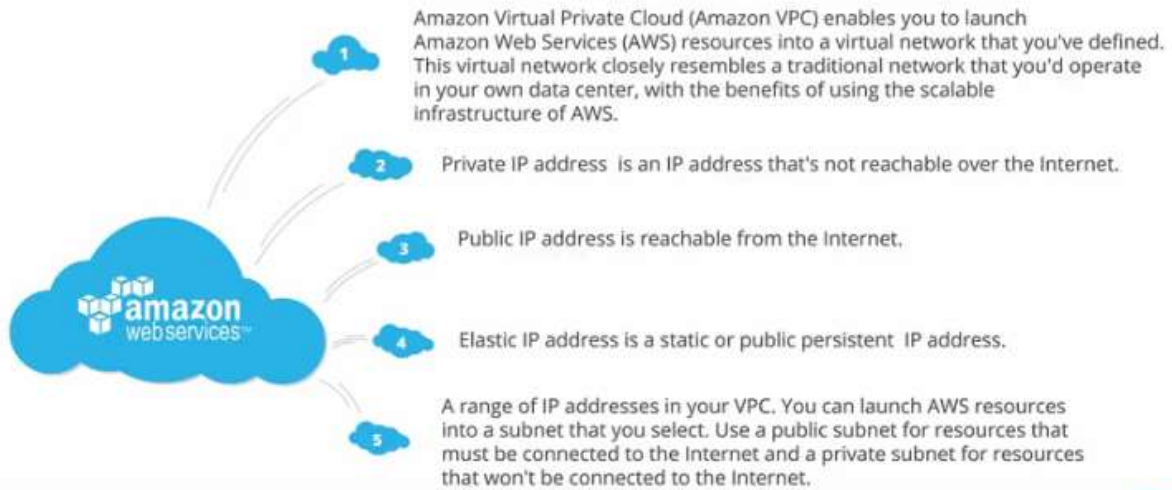 Amazon Virtual Private Cloud (Amazon VPC) enables you to launch
1
Amazon Web Services (AWS) resources into a virtual network that you've defined.
This virtual network closely resembles a traditional network that you'd operate
in your own data center, with the benefits of using the scalable
infrastructure of AWS.
2
Private IP address is an IP address that's not reachable over the Internet.
3
Public IP address is reachable from the Internet.
amazon
webservices™
4
Elastic IP address is a static or public persistent IP address.
5
A range of IP addresses in your VPC. You can launch AWS resources
into a subnet that you select. Use a public subnet for resources that
must be connected to the Internet and a private subnet for resources
that won't be connected to the Internet.